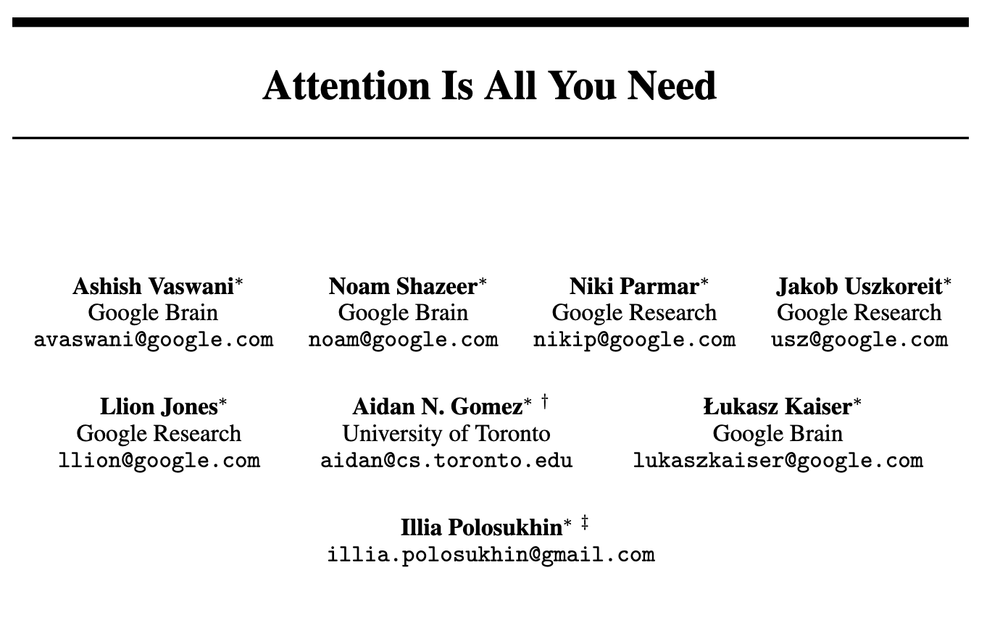 Attention Is All You Need
Ashish Vaswani* Noam Shazeer* Niki Parmar* Jakob Uszkoreit*
Google Brain Google Brain Google Research Google Research
avaswani@google.com noam@google.com nikip@google.com usz@google.com
Llion Jones* Aidan N. Gomez* † Łukasz Kaiser*
Google Research University of Toronto Google Brain
llion@google.com aidan@cs.toronto.edu lukaszkaiser@google.com
Illia Polosukhin* ‡
illia.polosukhin@gmail.com